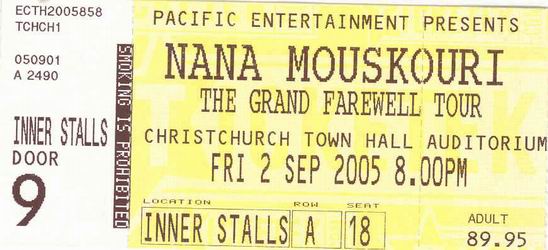 ECTH2005858
TCHCH1
050901
A 2490
INNER STALLS
DOOR
9
SMOKING IS PROHIBITED
PACIFIC ENTERTAINMENT PRESENTS
NANA MOUSKOURI
THE GRAND FAREWELL TOUR
CHRISTCHURCH TOWN HALL AUDITORIUM
FRI 2 SEP 2005 8.00PM
LOCATION ROW SEAT
INNER STALLS A 18
ADULT
89.95